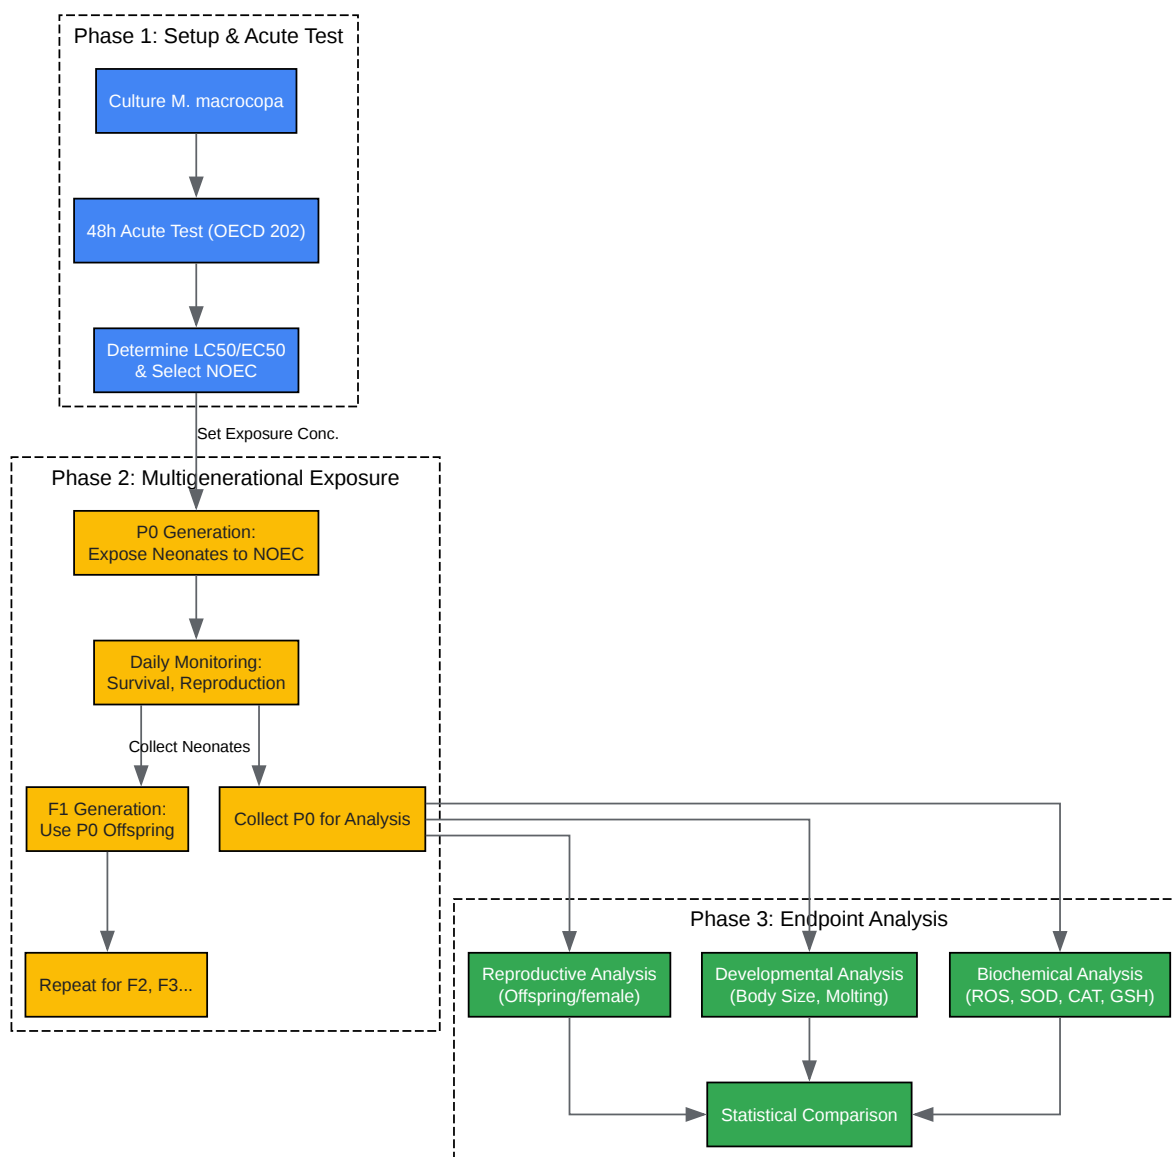 Phase 1: Setup & Acute Test
Culture M. macrocopa
48h Acute Test (OECD 202)
Determine LC50/EC50
& Select NOEC
Set Exposure Conc.
Phase 2: Multigenerational Exposure
P0 Generation:
Expose Neonates to NOEC
Daily Monitoring:
Survival, Reproduction
Collect Neonates
F1 Generation:
Use P0 Offspring
Collect P0 for Analysis
Repeat for F2, F3...
Phase 3: Endpoint Analysis
Reproductive Analysis
(Offspring/female)
Developmental Analysis
(Body Size, Molting)
Biochemical Analysis
(ROS, SOD, CAT, GSH)
Statistical Comparison